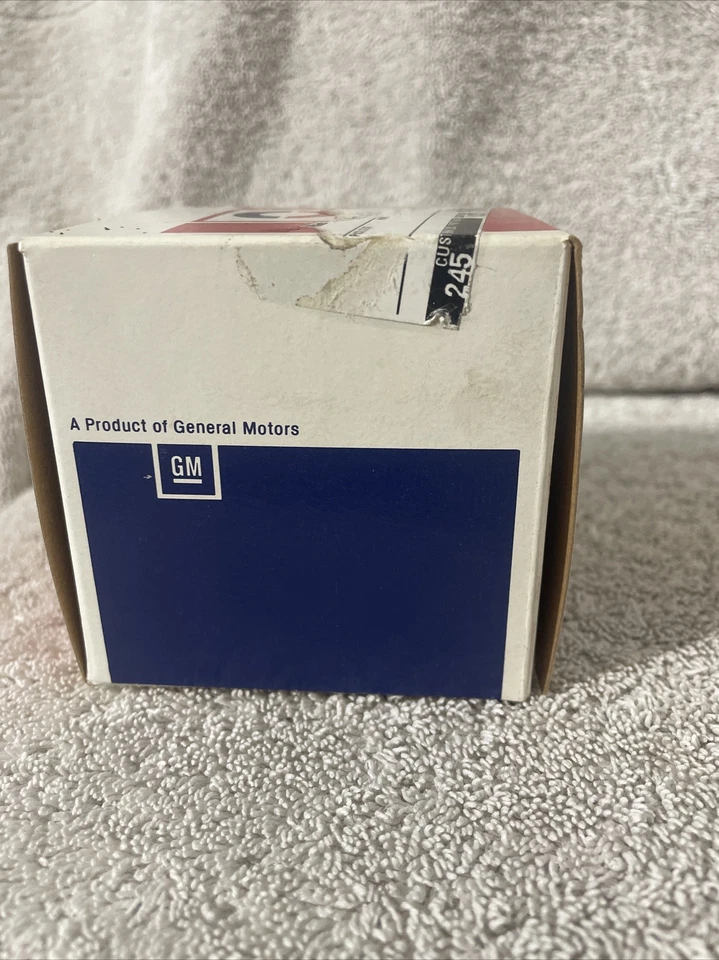 CUS
245
A Product of General Motors
GM